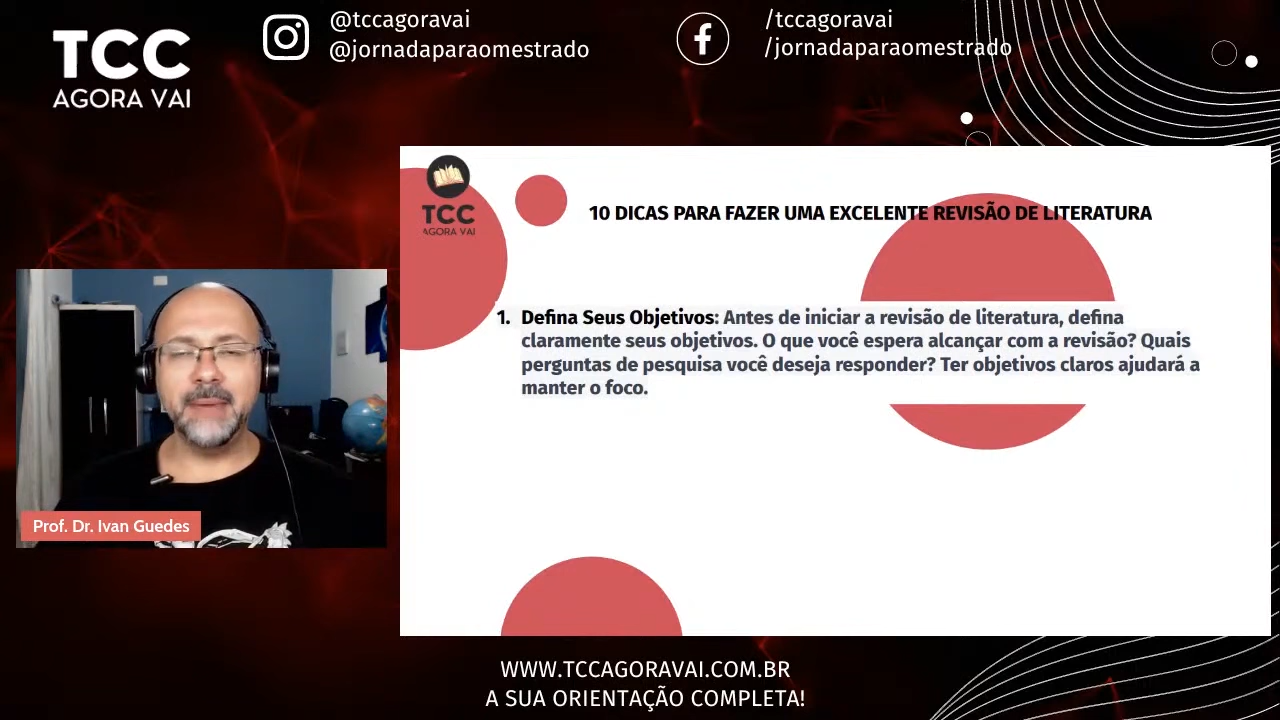 TCC
AGORA VAI
@tccagoravai
@jornadaparaomestrado
/tccagoravai
/jornadaparaomestrado
TCC
AGORA VAI
10 DICAS PARA FAZER UMA EXCELENTE REVISÃO DE LITERATURA
1. Defina Seus Objetivos: Antes de iniciar a revisão de literatura, defina
claramente seus objetivos. O que você espera alcançar com a revisão? Quais
perguntas de pesquisa você deseja responder? Ter objetivos claros ajudará a
manter o foco.
Prof. Dr. Ivan Guedes
WWW.TCCAGORAVAI.COM.BR
A SUA ORIENTAÇÃO COMPLETA!